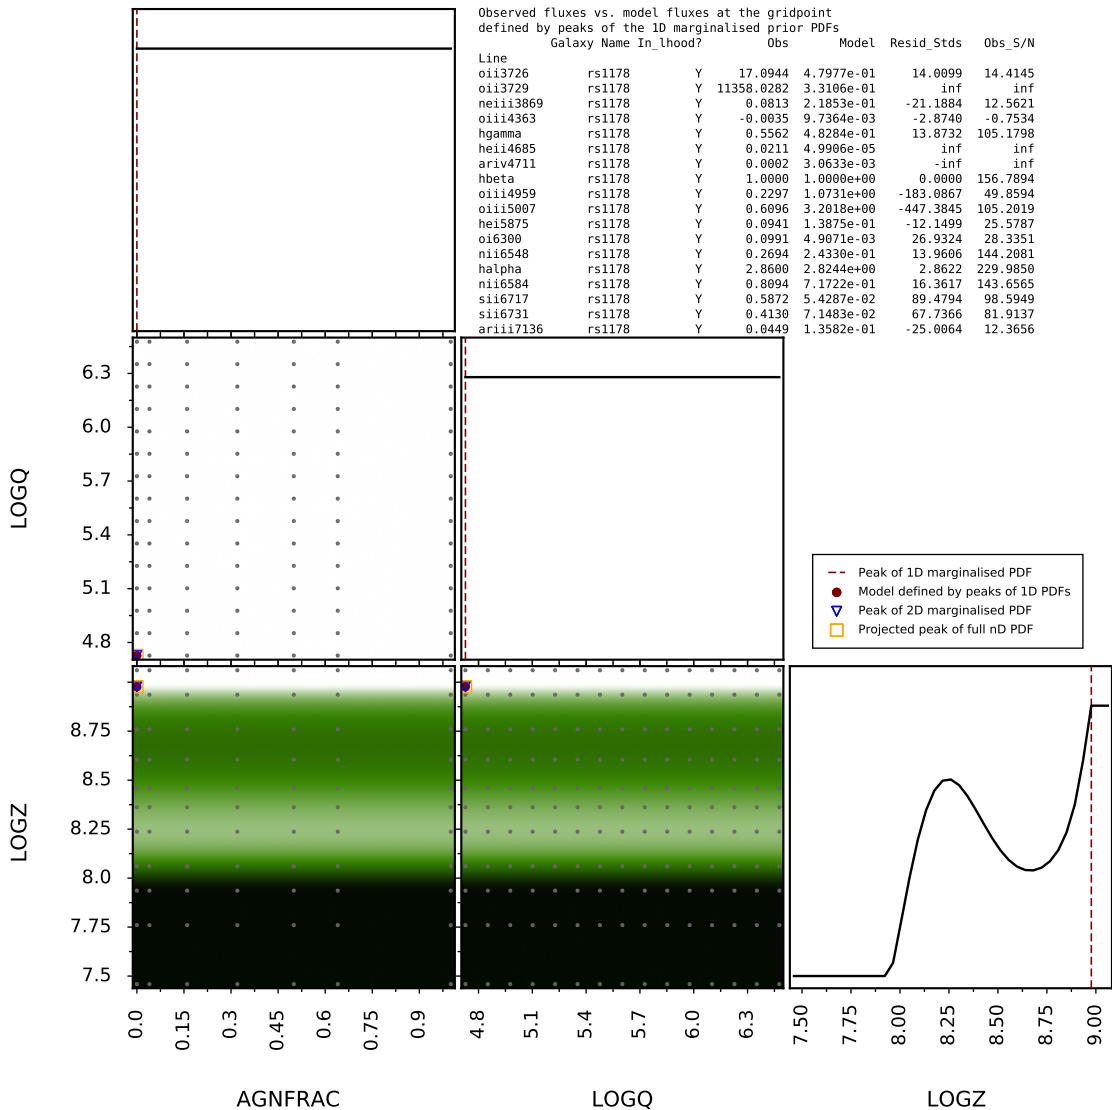 Observed fluxes vs. model fluxes at the gridpoint
defined by peaks of the 1D marginalised prior PDFs
Galaxy Name In_lhood? Obs Model Resid_Stds Obs_S/N
Line
oii3726 rs1178 Y 17.0944 4.7977e-01 14.0099 14.4145
oii3729 rs1178 Y 11358.0282 3.3106e-01 inf inf
neiii3869 rs1178 Y 0.0813 2.1853e-01 -21.1884 12.5621
oiii4363 rs1178 Y -0.0035 9.7364e-03 -2.8740 -0.7534
hgamma rs1178 Y 0.5562 4.8284e-01 13.8732 105.1798
heii4685 rs1178 Y 0.0211 4.9906e-05 inf inf
ariv4711 rs1178 Y 0.0002 3.0633e-03 -inf inf
hbeta rs1178 Y 1.0000 1.0000e+00 0.0000 156.7894
oiii4959 rs1178 Y 0.2297 1.0731e+00 -183.0867 49.8594
oiii5007 rs1178 Y 0.6096 3.2018e+00 -447.3845 105.2019
hei5875 rs1178 Y 0.0941 1.3875e-01 -12.1499 25.5787
oi6300 rs1178 Y 0.0991 4.9071e-03 26.9324 28.3351
nii6548 rs1178 Y 0.2694 2.4330e-01 13.9606 144.2081
halpha rs1178 Y 2.8600 2.8244e+00 2.8622 229.9850
nii6584 rs1178 Y 0.8094 7.1722e-01 16.3617 143.6565
sii6717 rs1178 Y 0.5872 5.4287e-02 89.4794 98.5949
sii6731 rs1178 Y 0.4130 7.1483e-02 67.7366 81.9137
ariii7136 rs1178 Y 0.0449 1.3582e-01 -25.0064 12.3656
LOGQ
6.3
6.0
5.7
5.4
5.1
4.8
Peak of 1D marginalised PDF
Model defined by peaks of 1D PDFs
Peak of 2D marginalised PDF
Projected peak of full nD PDF
LOGZ
8.75
8.5
8.25
8.0
7.75
7.5
0.0 0.15 0.3 0.45 0.6 0.75 0.9
4.8 5.1 5.4 5.7 6.0 6.3
7.50 7.75 8.00 8.25 8.50 8.75 9.00
AGNFRAC LOGQ LOGZ